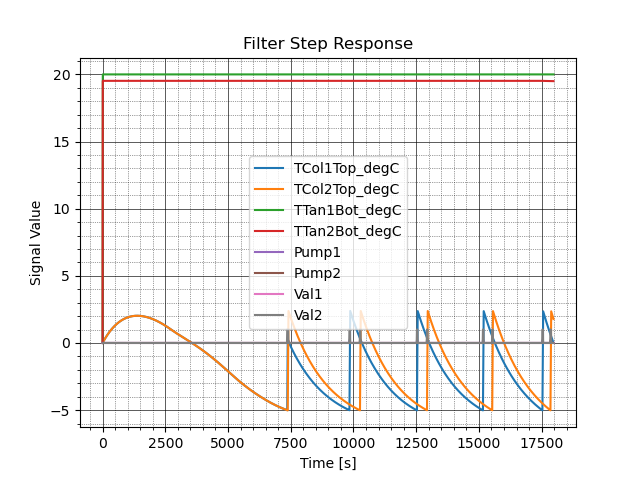 Filter Step Response
Signal Value
20
15
10
5
0
−5
TCol1Top_degC
TCol2Top_degC
TTan1Bot_degC
TTan2Bot_degC
Pump1
Pump2
Val1
Val2
0 2500 5000 7500 10000 12500 15000 17500
Time [s]